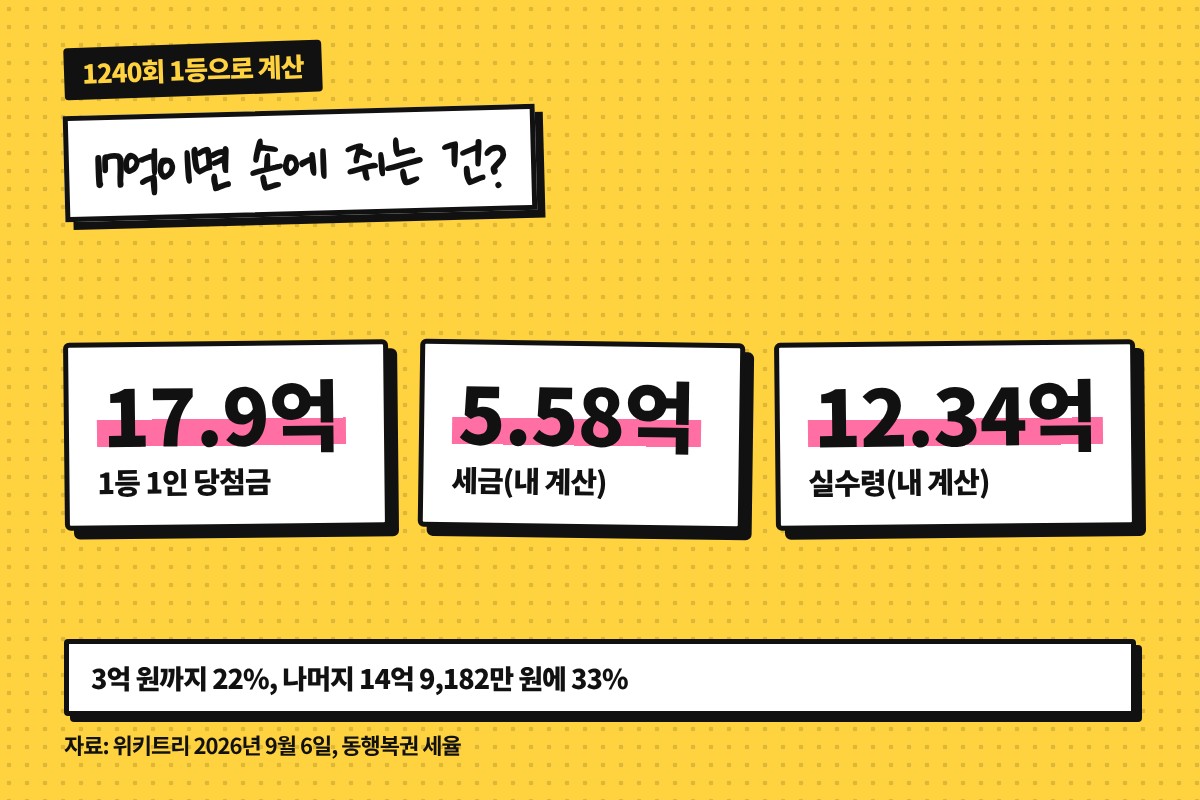 1240회 1등으로 계산
17억이면 손에 쥐는 건?
17.9억
1등 1인 당첨금
5.58억
세금(내 계산)
12.34억
실수령(내 계산)
3억 원까지 22%, 나머지 14억 9,182만 원에 33%
자료: 위키트리 2026년 9월 6일, 동행복권 세율